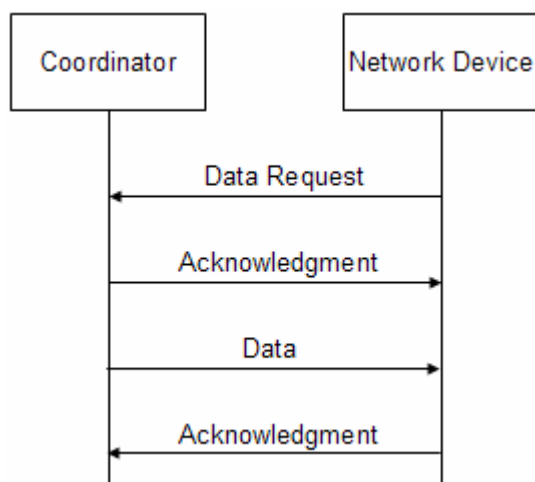 Coordinator
Network Device
Data Request
Acknowledgment
Data
Acknowledgment